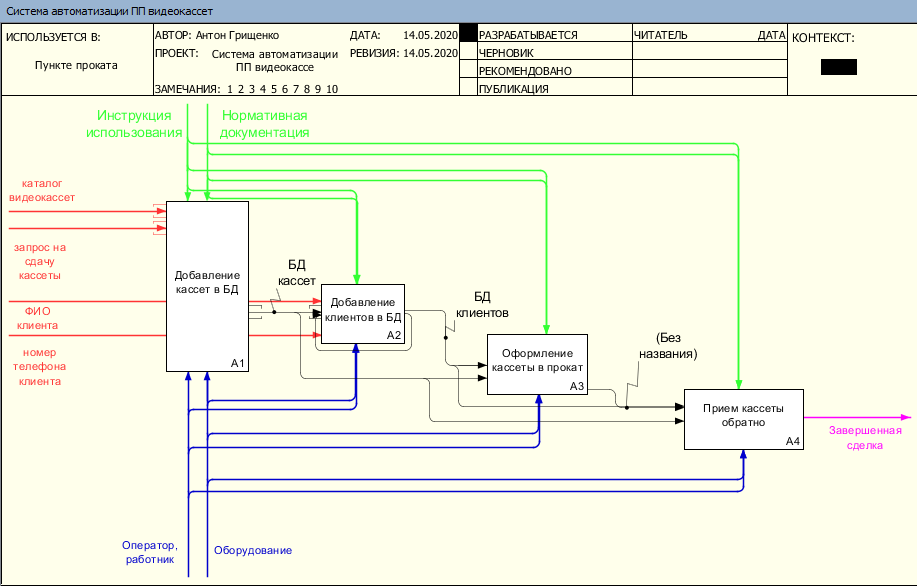 Система автоматизации ПП видеокассет
ИСПОЛЬЗУЕТСЯ В:
Пункте проката
АВТОР: Антон Грищенко
ДАТА: 14.05.2020
ПРОЕКТ: Система автоматизации
ПП видеокассе
РЕВИЗИЯ: 14.05.2020
ЗАМЕЧАНИЯ: 1 2 3 4 5 6 7 8 9 10
РАЗРАБАТЫВАЕТСЯ
ЧЕРНОВИК
РЕКОМЕНДОВАНО
ПУБЛИКАЦИЯ
ЧИТАТЕЛЬ
ДАТА
КОНТЕКСТ:
Инструкция
использования
Нормативная
документация
каталог
видеокассет
запрос на
сдачу
кассеты
ФИО
клиента
номер
телефона
клиента
Добавление
кассет в БД
A1
БД
кассет
Добавление
клиентов в БД
A2
БД
клиентов
Оформление
кассеты в прокат
A3
(Без
названия)
Прием кассеты
обратно
A4
Завершенная
сделка
Оператор,
работник
Оборудование